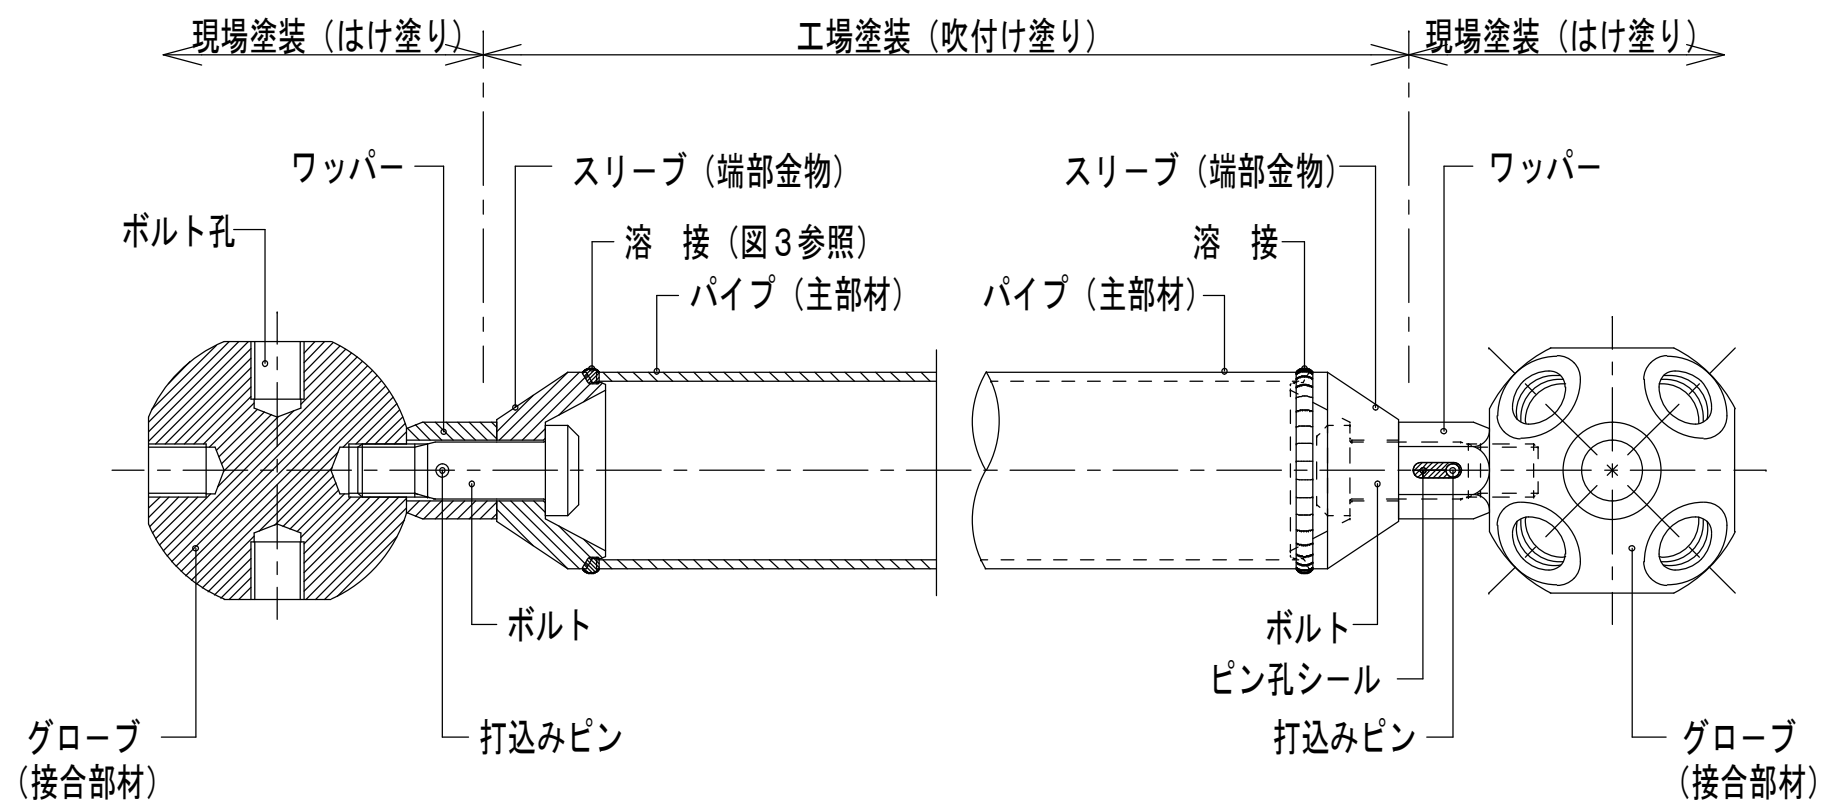 現場塗装（はけ塗り）
工場塗装（吹付け塗り）
現場塗装（はけ塗り）
ワッパー
スリーブ（端部金物）
スリーブ（端部金物）
ワッパー
ボルト孔
溶　接（図３参照）
溶　接
パイプ（主部材）
パイプ（主部材）
ボルト
ボルト
ピン孔シール
グローブ
（接合部材）
打込みピン
打込みピン
グローブ
（接合部材）